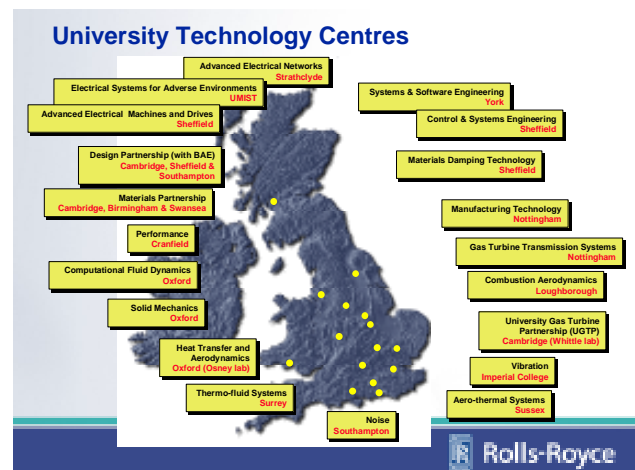 University Technology Centres
Advanced Electrical Networks
Strathclyde
Electrical Systems for Adverse Environments
UMIST
Advanced Electrical  Machines and Drives
Sheffield
Design Partnership (with BAE)
Cambridge, Sheffield &
Southampton
Materials Partnership
Cambridge, Birmingham & Swansea
Performance
Cranfield
Computational Fluid Dynamics
Oxford
Solid Mechanics
Oxford
Heat Transfer and
Aerodynamics
Oxford (Osney lab)
Thermo-fluid Systems
Surrey
Noise
Southampton
Systems & Software Engineering
York
Control & Systems Engineering
Sheffield
Materials Damping Technology
Sheffield
Manufacturing Technology
Nottingham
Gas Turbine Transmission Systems
Nottingham
Combustion Aerodynamics
Loughborough
University Gas Turbine
Partnership (UGTP)
Cambridge (Whittle lab)
Vibration
Imperial College
Aero-thermal Systems
Sussex
Rolls-Royce